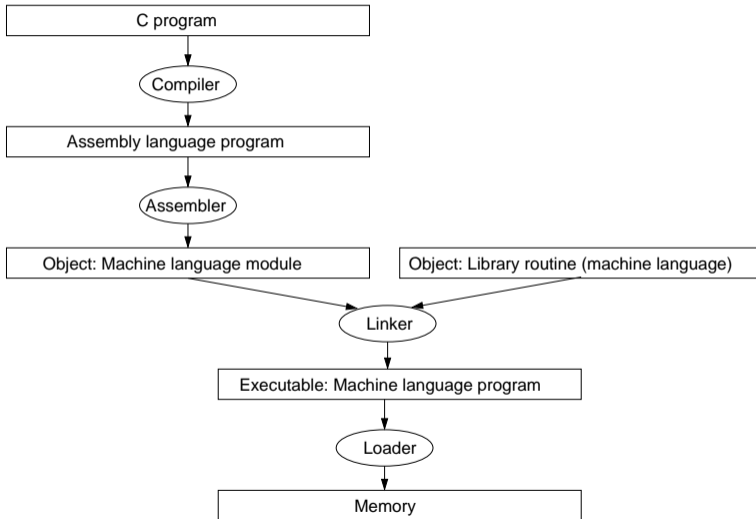 C program
Compiler
Assembly language program
Assembler
Object: Machine language module
Object: Library routine (machine language)
Linker
Executable: Machine language program
Loader
Memory